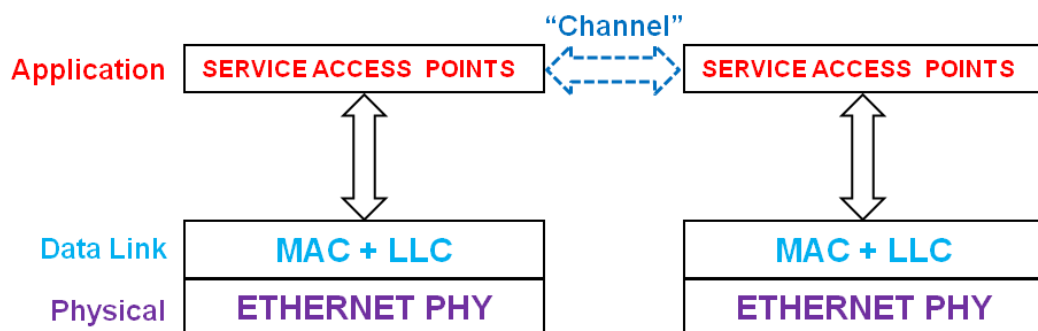 “Channel”
Application SERVICE ACCESS POINTS SERVICE ACCESS POINTS
Data Link MAC + LLC MAC + LLC
Physical ETHERNET PHY ETHERNET PHY